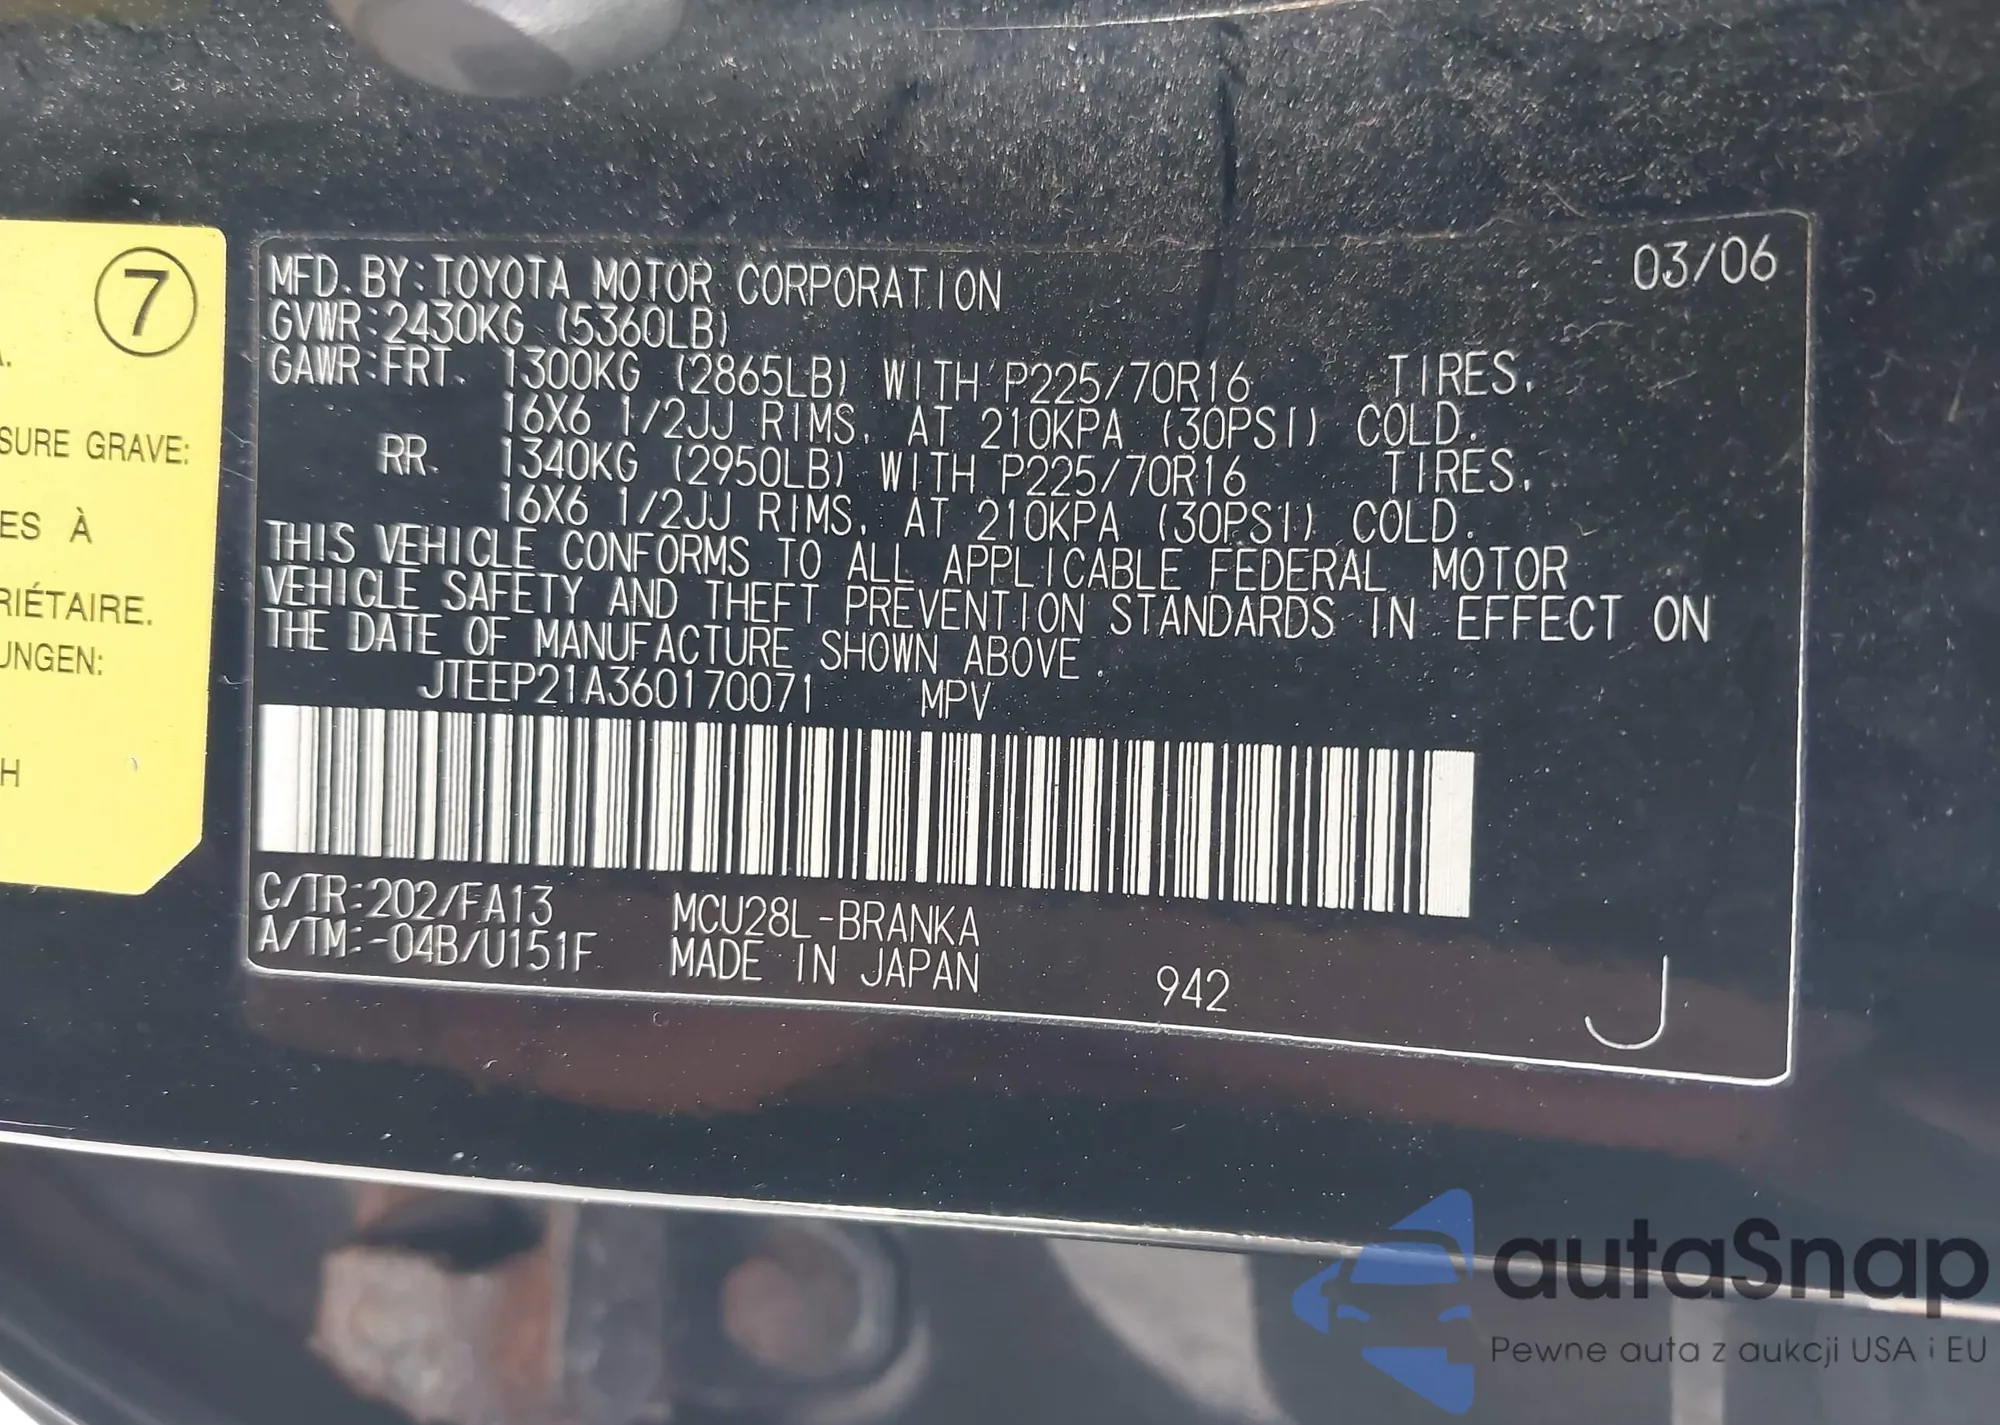 7
A.
SURE GRAVE:
ES À
RIÉTAIRE.
UNGEN:
H
03/06
MFD. BY:TOYOTA MOTOR CORPORATION
GVWR:2430KG (5360LB)
GAWR:FRT. 1300KG (2865LB) WITH P225/70R16 TIRES,
16X6 1/2JJ RIMS, AT 210KPA (30PSI) COLD.
RR. 1340KG (2950LB) WITH P225/70R16 TIRES,
16X6 1/2JJ RIMS, AT 210KPA (30PSI) COLD.
THIS VEHICLE CONFORMS TO ALL APPLICABLE FEDERAL MOTOR
VEHICLE SAFETY AND THEFT PREVENTION STANDARDS IN EFFECT ON
THE DATE OF MANUFACTURE SHOWN ABOVE.
JTEEP21A360170071 MPV
C/TR:202/FA13 MCU28L-BRANKA
A/TM:-04B/U151F MADE IN JAPAN 942
J
autaSnap
Pewne auta z aukcji USA i EU